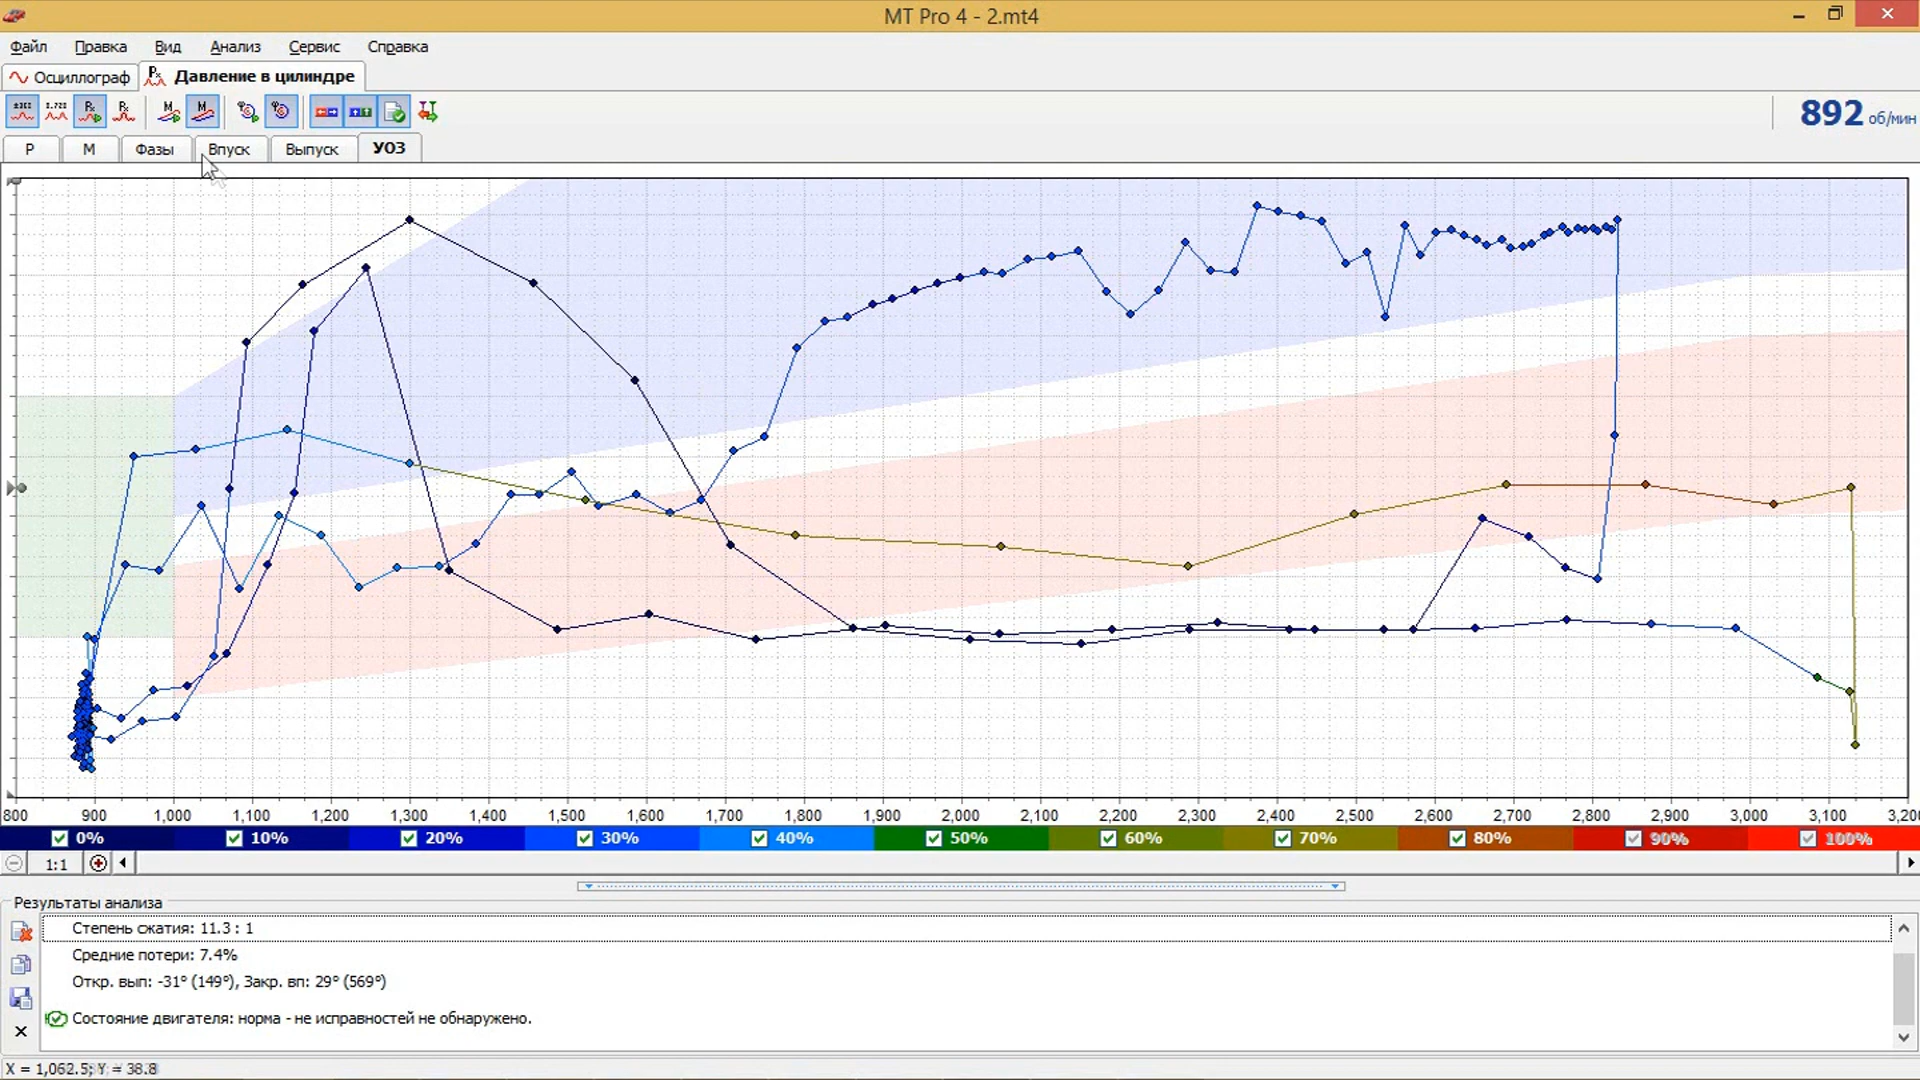 MT Pro 4 - 2.mt4
Файл Правка Вид Анализ Сервис Справка
Осциллограф Px Давление в цилиндре
892 об/мин
P M Фазы Впуск Выпуск УОЗ
800 900 1,000 1,100 1,200 1,300 1,400 1,500 1,600 1,700 1,800 1,900 2,000 2,100 2,200 2,300 2,400 2,500 2,600 2,700 2,800 2,900 3,000 3,100 3,200
0% 10% 20% 30% 40% 50% 60% 70% 80% 90% 100%
1:1
Результаты анализа
Степень сжатия: 11.3 : 1
Средние потери: 7.4%
Откр. вып: -31° (149°), Закр. вп: 29° (569°)
Состояние двигателя: норма - не исправностей не обнаружено.
X = 1,062.5; Y = 38.8